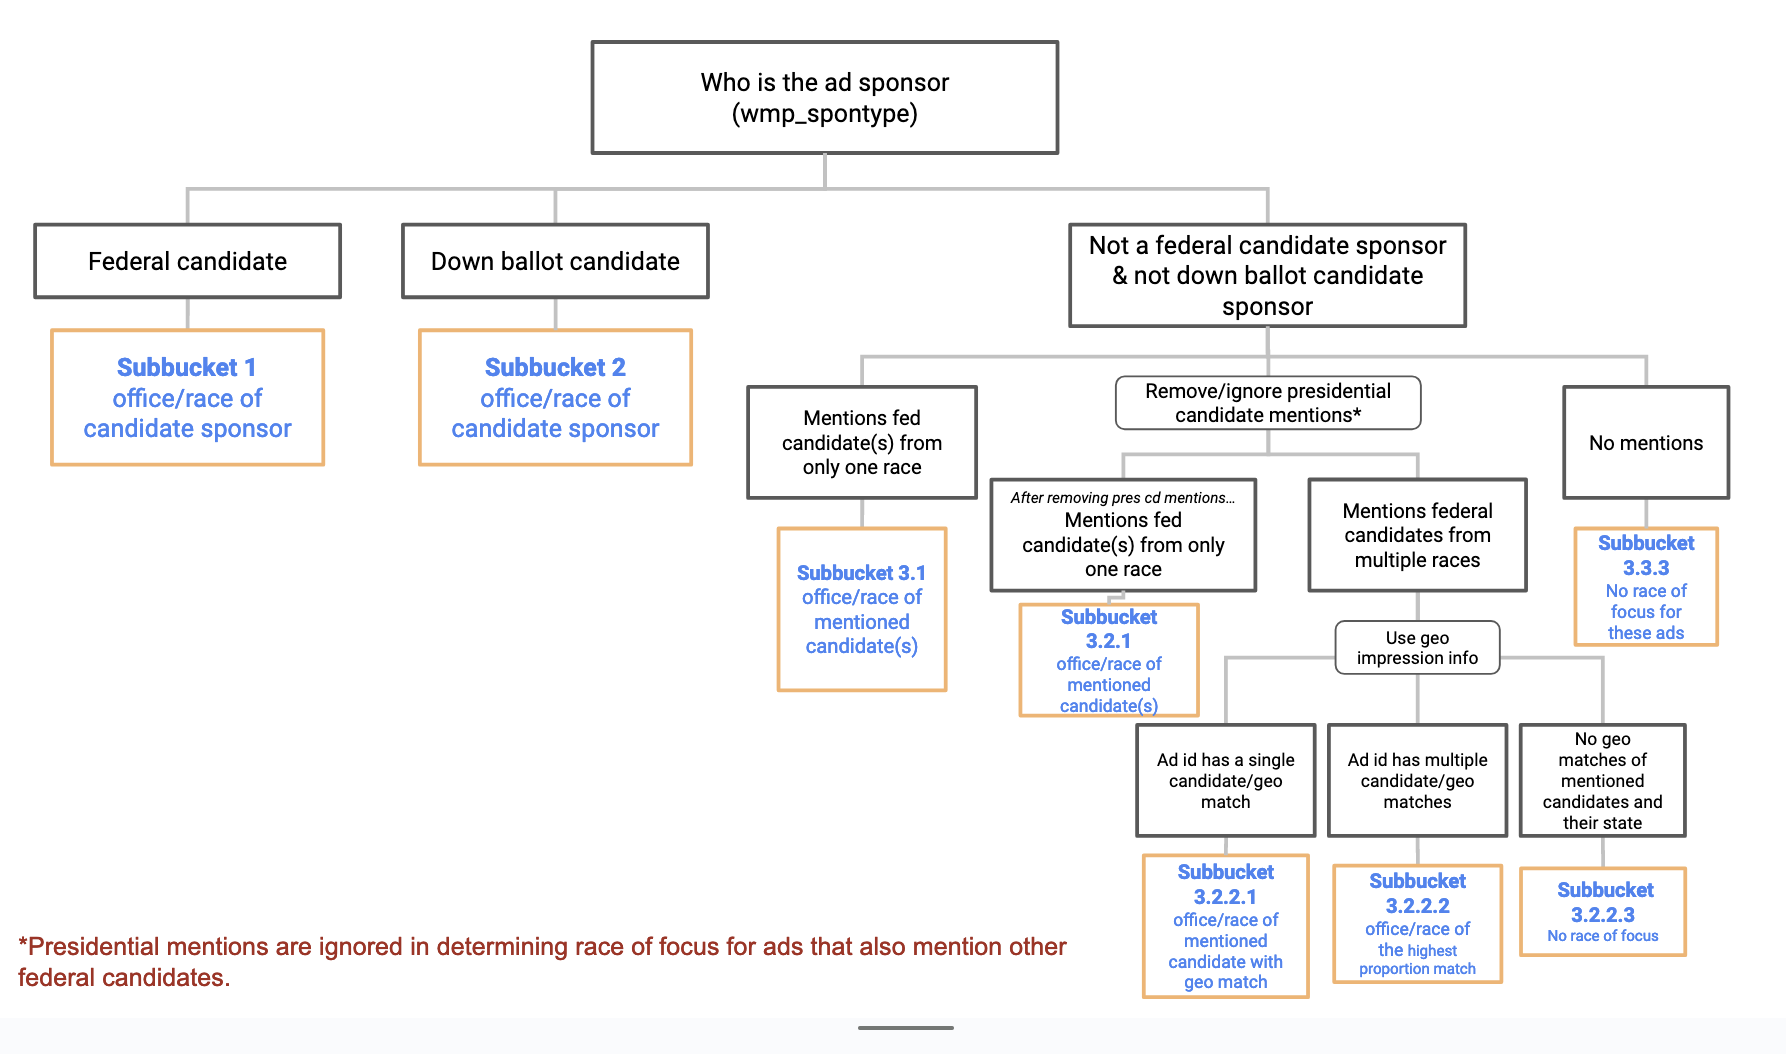 Who is the ad sponsor
(wmp_spontype)
Federal candidate
Down ballot candidate
Not a federal candidate sponsor
& not down ballot candidate
sponsor
Subbucket 1
office/race of
candidate sponsor
Subbucket 2
office/race of
candidate sponsor
Mentions fed
candidate(s) from
only one race
Remove/ignore presidential
candidate mentions*
No mentions
After removing pres cd mentions...
Mentions fed
candidate(s) from only
one race
Mentions federal
candidates from
multiple races
Subbucket 3.1
office/race of
mentioned
candidate(s)
Subbucket
3.2.1
office/race of
mentioned
candidate(s)
Use geo
impression info
Subbucket
3.3.3
No race of
focus for
these ads
Ad id has a single
candidate/geo
match
Ad id has multiple
candidate/geo
matches
No geo
matches of
mentioned
candidates and
their state
Subbucket
3.2.2.1
office/race of
mentioned
candidate with
geo match
Subbucket
3.2.2.2
office/race of
the highest
proportion match
Subbucket
3.2.2.3
No race of focus
*Presidential mentions are ignored in determining race of focus for ads that also mention other
federal candidates.